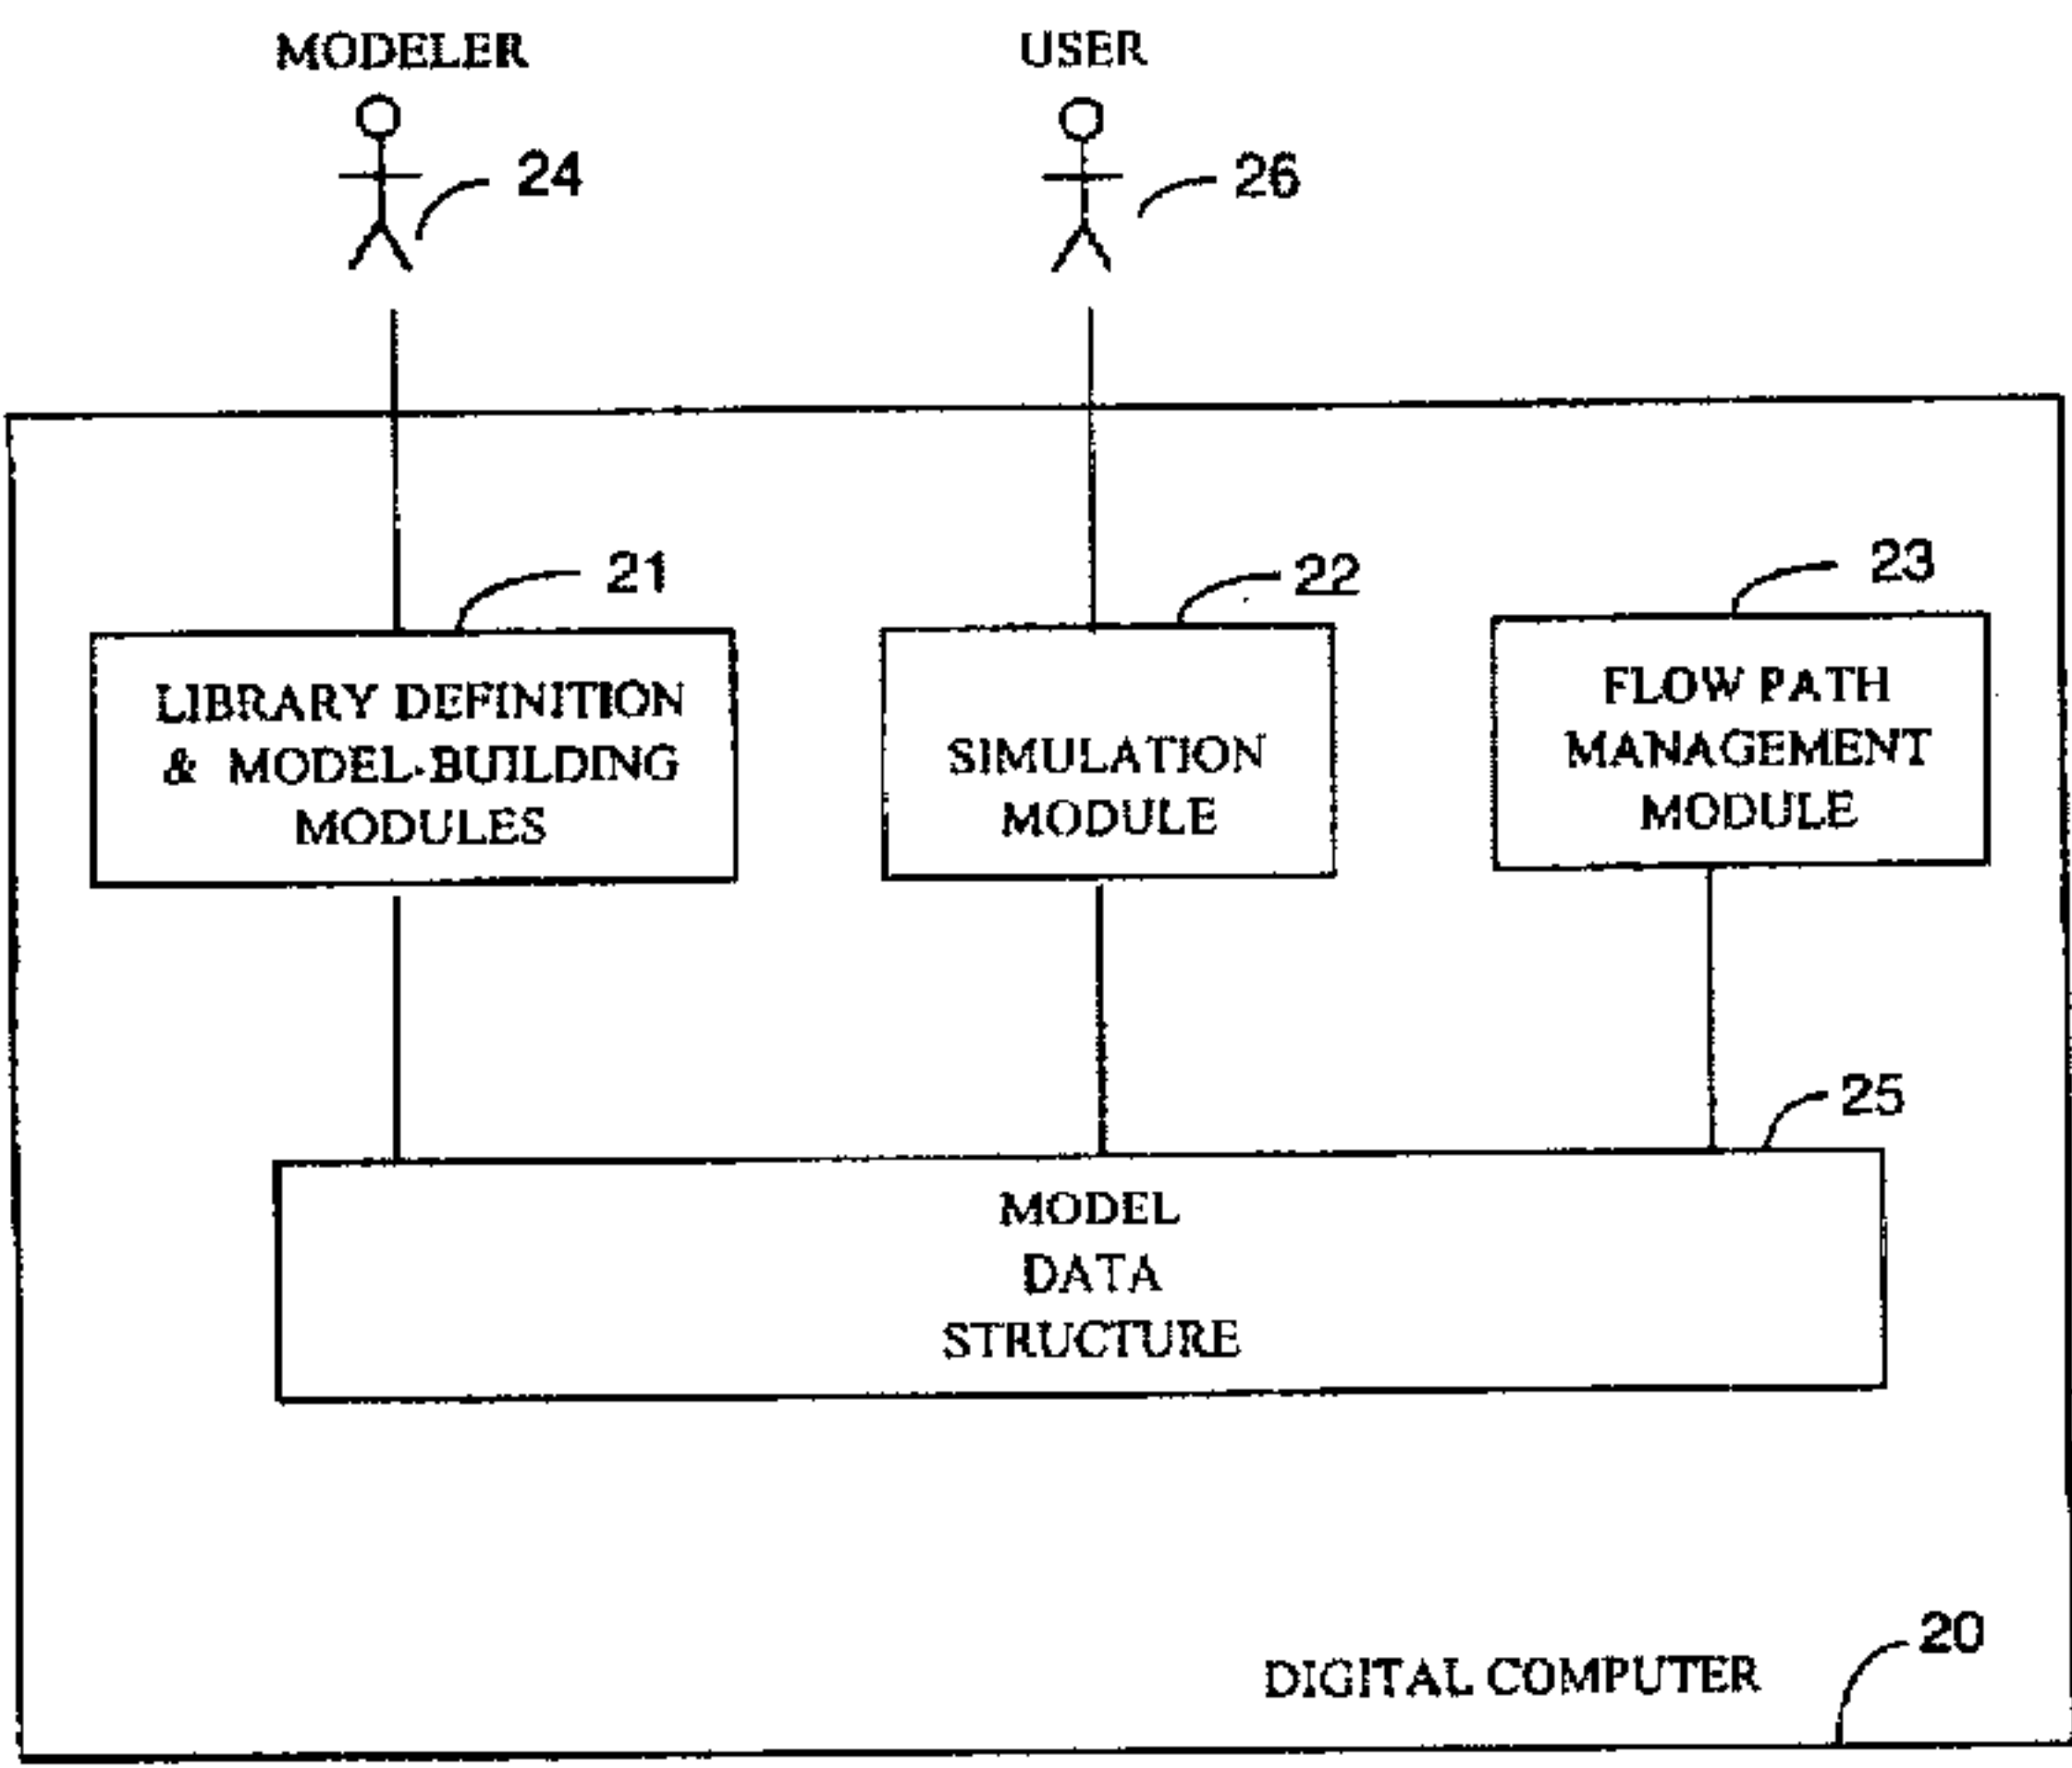 MODELER
USER
24
26
21
22
23
LIBRARY DEFINITION
& MODEL-BUILDING
MODULES
SIMULATION
MODULE
FLOW PATH
MANAGEMENT
MODULE
25
MODEL
DATA
STRUCTURE
20
DIGITAL COMPUTER